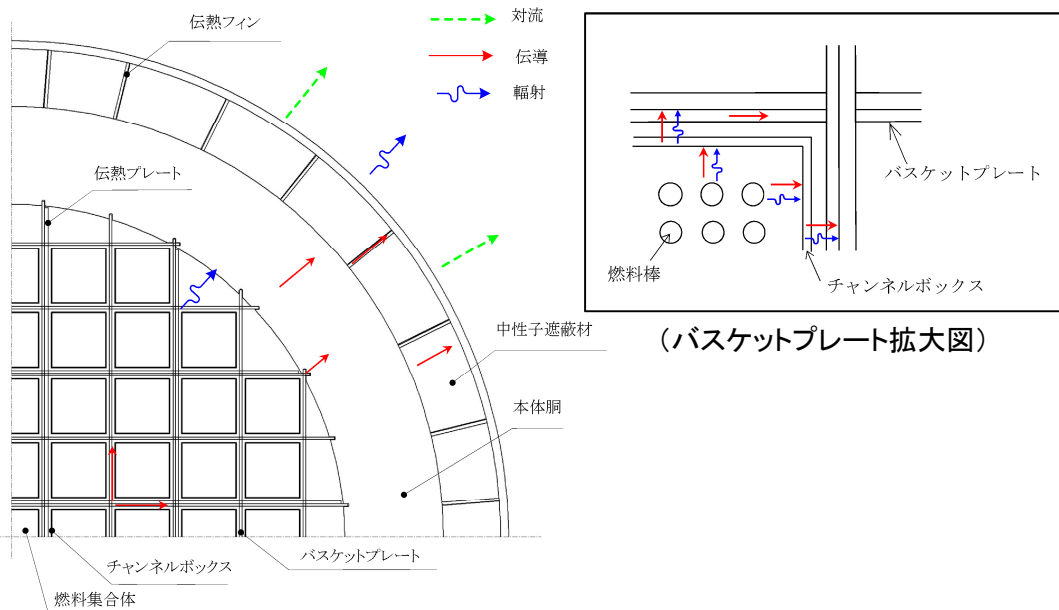 伝熱フィン
対流
伝導
輻射
伝熱プレート
バスケットプレート
燃料棒
チャンネルボックス
(バスケットプレート拡大図)
中性子遮蔽材
本体胴
バスケットプレート
チャンネルボックス
燃料集合体